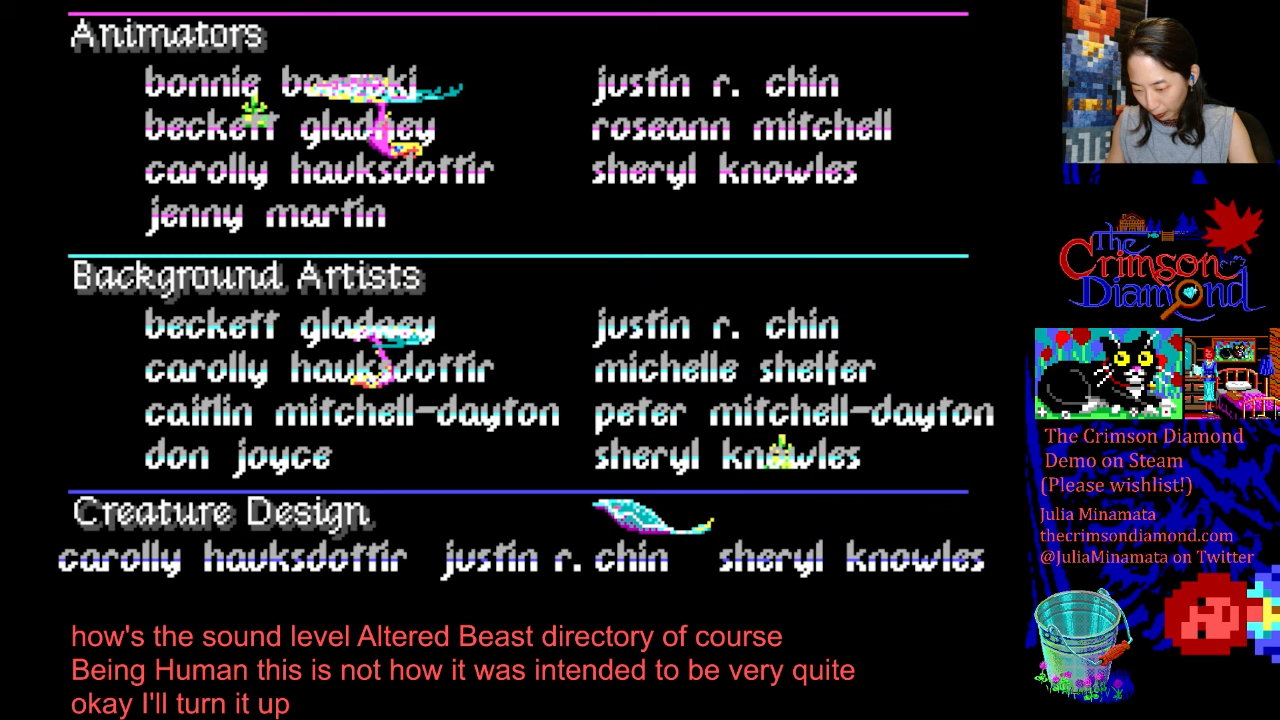 Animators
bonnie bonoski justin r. chin
beckett gladney roseann mitchell
carolly hauksdottir sheryl knowles
jenny martin
Background Artists
beckett gladney justin r. chin
carolly hauksdottir michelle shelfer
caitlin mitchell-dayton peter mitchell-dayton
don joyce sheryl knowles
Creature Design
carolly hauksdottir justin r. chin sheryl knowles
how's the sound level Altered Beast directory of course
Being Human this is not how it was intended to be very quite
okay I'll turn it up
The
Crimson
Diamond
The Crimson Diamond
Demo on Steam
(Please wishlist!)
Julia Minamata
thecrimsondiamond.com
@JuliaMinamata on Twitter